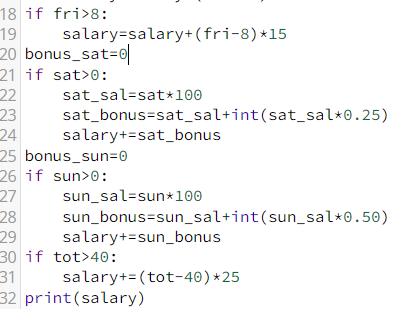 18 if fri>8:
19     salary=salary+(fri-8)*15
20 bonus_sat=0
21 if sat>0:
22     sat_sal=sat*100
23     sat_bonus=sat_sal+int(sat_sal*0.25)
24     salary+=sat_bonus
25 bonus_sun=0
26 if sun>0:
27     sun_sal=sun*100
28     sun_bonus=sun_sal+int(sun_sal*0.50)
29     salary+=sun_bonus
30 if tot>40:
31     salary+=(tot-40)*25
32 print(salary)